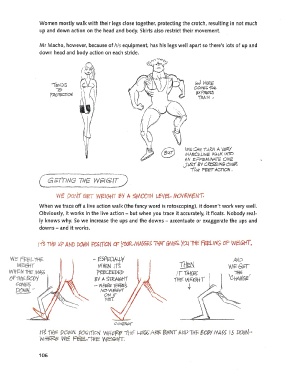 Women mostly walk with their legs close together, protecting the crotch, resulting in not much
up and down action on the head and body. Skirts also restrict their movement.
Mr Macho, however, because of his equipment, has his legs well apart so there's lots of up and
down head and body action on each stride.
TENDS
TO
PROTECTION
HERE
COMES THE
EXPRESS
TRAIN -
BUT
WE CAN TURN A VERY
MASCULINE WALK INTO
AN EFFEMINATE ONE
JUST BY CROSSING OVER
THE FEET ACTION.
GETTING THE WEIGHT
WE DON'T GET WEIGHT BY A SMOOTH LEVEL MOVEMENT.
When we trace off a live action walk (the fancy word is rotoscoping), it doesn't work very well.
Obviously, it works in the live action – but when you trace it accurately, it floats. Nobody real-
ly knows why. So we increase the ups and the downs – accentuate or exaggerate the ups and
downs – and it works.
IT'S THE UP AND DOWN POSITION OF YOUR MASSES THAT GIVES YOU THE FEELING OF WEIGHT.
WE FEEL THE
WEIGHT
WHEN THE MASS
OF THE BODY
COMES
DOWN -
- ESPECIALLY
WHEN IT'S
PRECEEDED
BY A STRAIGHT
- WHERE THERE'S
NO WEIGHT
ON IT
YET
CONTACT
THEN
IT TAKES
THE WEIGHT
AND
WE GET
THE
'CHANGE'
IT'S THE DOWN POSITION WHERE THE LEGS ARE BENT AND THE BODY MASS IS DOWN -
WHERE WE FEEL THE WEIGHT.
106